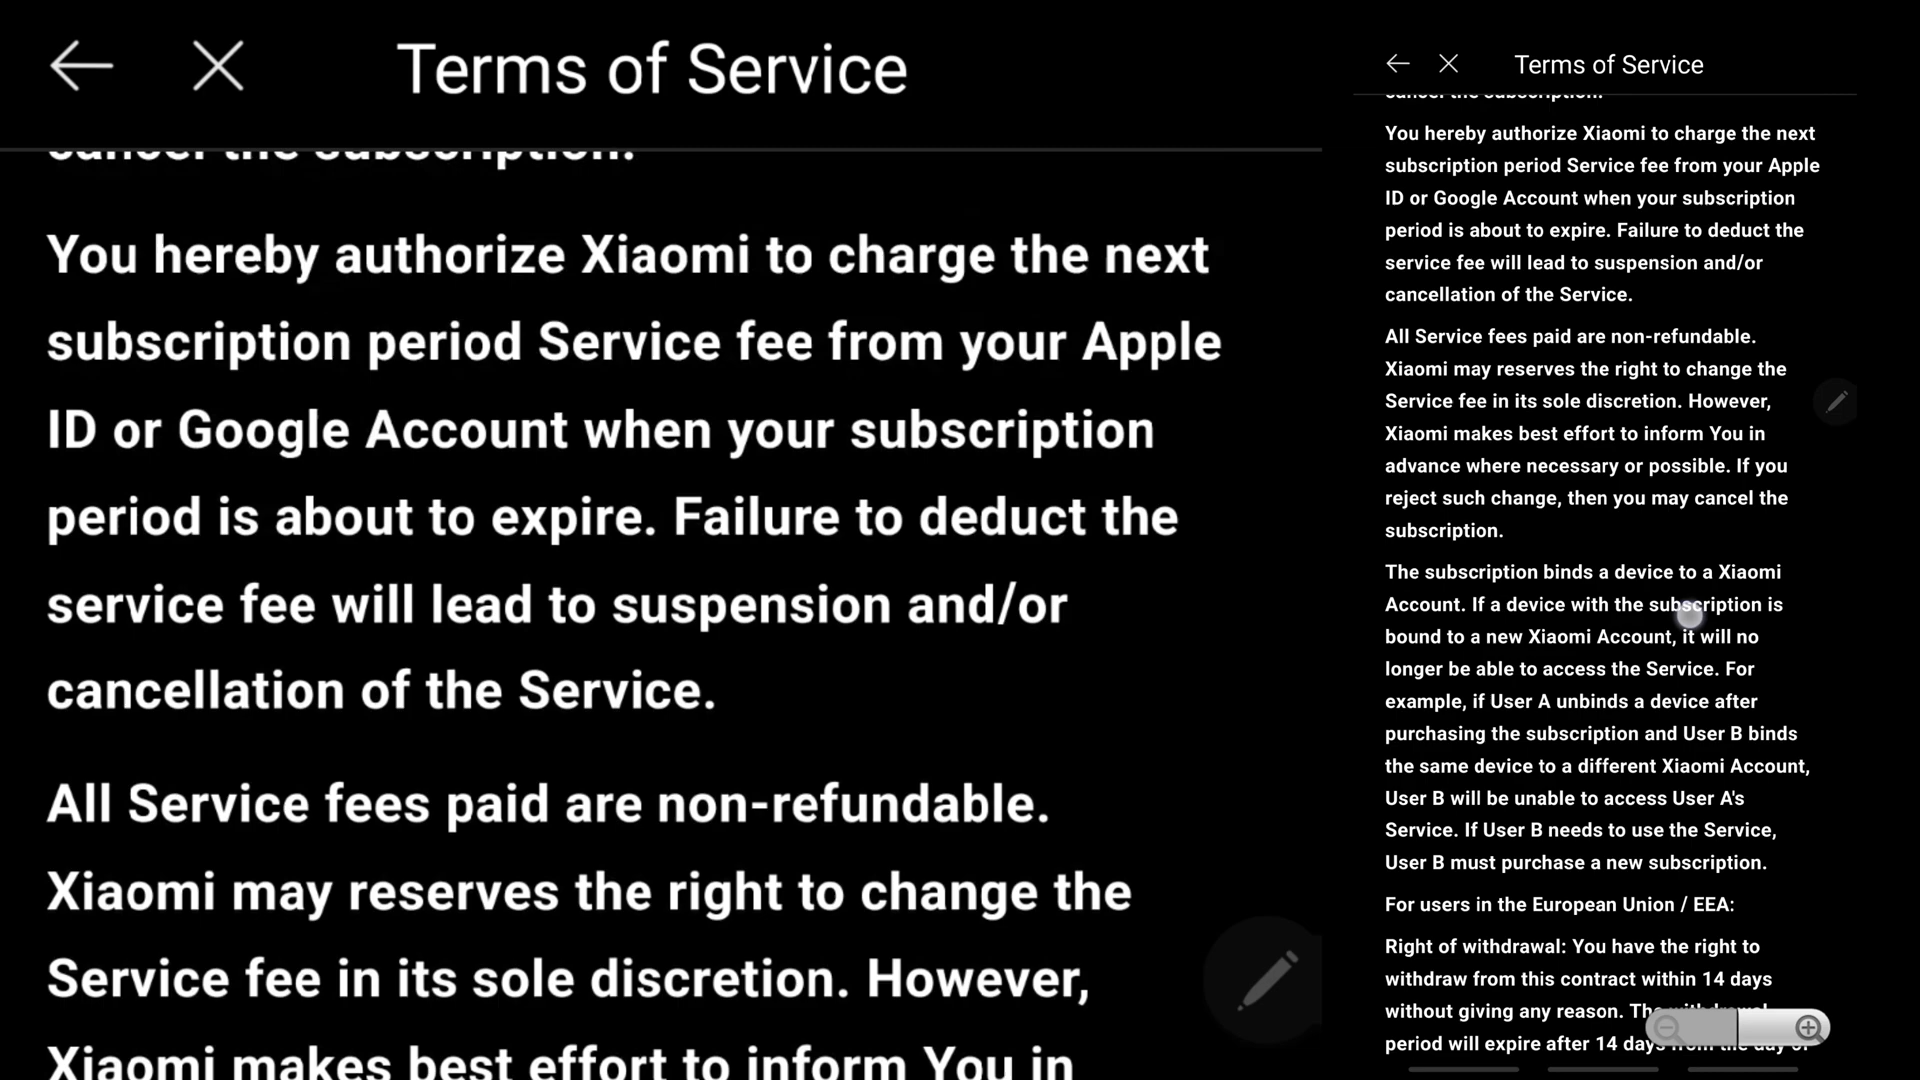 Terms of Service
cancel the subscription.
You hereby authorize Xiaomi to charge the next
subscription period Service fee from your Apple
ID or Google Account when your subscription
period is about to expire. Failure to deduct the
service fee will lead to suspension and/or
cancellation of the Service.
All Service fees paid are non-refundable.
Xiaomi may reserves the right to change the
Service fee in its sole discretion. However,
Xiaomi makes best effort to inform You in
Terms of Service
cancel the subscription.
You hereby authorize Xiaomi to charge the next
subscription period Service fee from your Apple
ID or Google Account when your subscription
period is about to expire. Failure to deduct the
service fee will lead to suspension and/or
cancellation of the Service.
All Service fees paid are non-refundable.
Xiaomi may reserves the right to change the
Service fee in its sole discretion. However,
Xiaomi makes best effort to inform You in
advance where necessary or possible. If you
reject such change, then you may cancel the
subscription.
The subscription binds a device to a Xiaomi
Account. If a device with the subscription is
bound to a new Xiaomi Account, it will no
longer be able to access the Service. For
example, if User A unbinds a device after
purchasing the subscription and User B binds
the same device to a different Xiaomi Account,
User B will be unable to access User A's
Service. If User B needs to use the Service,
User B must purchase a new subscription.
For users in the European Union / EEA:
Right of withdrawal: You have the right to
withdraw from this contract within 14 days
without giving any reason. The withdrawal
period will expire after 14 days from the day of